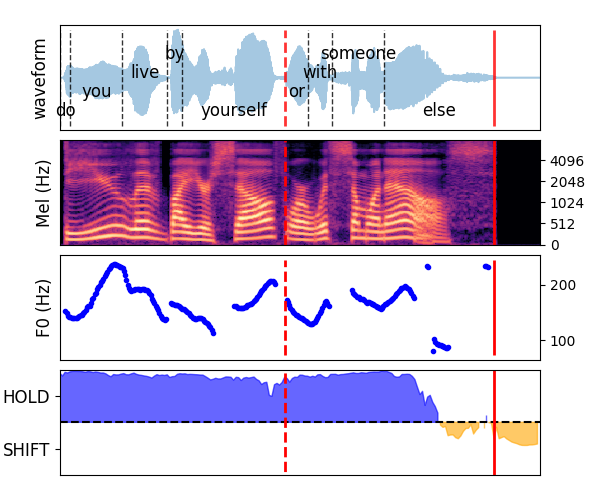 waveform
do
you
live
by
yourself
or
with
someone
else
Mel (Hz)
4096
2048
1024
512
0
F0 (Hz)
200
100
HOLD
SHIFT